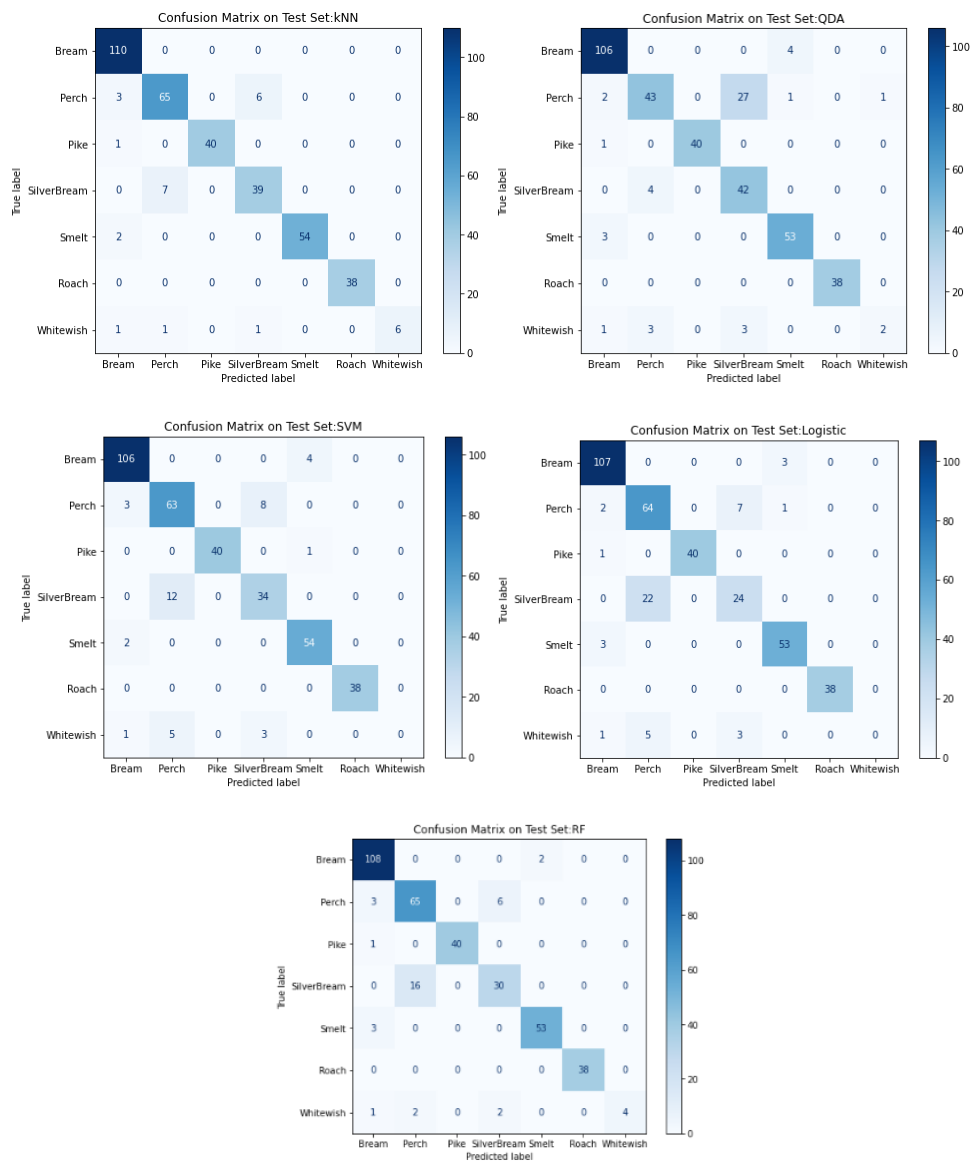 Confusion Matrix on Test Set:kNN
Bream 110 0 0 0 0 0 0
Perch 3 65 0 6 0 0 0
Pike 1 0 40 0 0 0 0
SilverBream 0 7 0 39 0 0 0
Smelt 2 0 0 0 54 0 0
Roach 0 0 0 0 0 38 0
Whitewish 1 1 0 1 0 0 6
Bream Perch Pike SilverBream Smelt Roach Whitewish
Predicted label
True label
100
80
60
40
20
0
Confusion Matrix on Test Set:QDA
Bream 106 0 0 0 4 0 0
Perch 2 43 0 27 1 0 1
Pike 1 0 40 0 0 0 0
SilverBream 0 4 0 42 0 0 0
Smelt 3 0 0 0 53 0 0
Roach 0 0 0 0 0 38 0
Whitewish 1 3 0 3 0 0 2
Bream Perch Pike SilverBream Smelt Roach Whitewish
Predicted label
True label
100
80
60
40
20
0
Confusion Matrix on Test Set:SVM
Bream 106 0 0 0 4 0 0
Perch 3 63 0 8 0 0 0
Pike 0 0 40 0 1 0 0
SilverBream 0 12 0 34 0 0 0
Smelt 2 0 0 0 54 0 0
Roach 0 0 0 0 0 38 0
Whitewish 1 5 0 3 0 0 0
Bream Perch Pike SilverBream Smelt Roach Whitewish
Predicted label
True label
100
80
60
40
20
0
Confusion Matrix on Test Set:Logistic
Bream 107 0 0 0 3 0 0
Perch 2 64 0 7 1 0 0
Pike 1 0 40 0 0 0 0
SilverBream 0 22 0 24 0 0 0
Smelt 3 0 0 0 53 0 0
Roach 0 0 0 0 0 38 0
Whitewish 1 5 0 3 0 0 0
Bream Perch Pike SilverBream Smelt Roach Whitewish
Predicted label
True label
100
80
60
40
20
0
Confusion Matrix on Test Set:RF
Bream 108 0 0 0 2 0 0
Perch 3 65 0 6 0 0 0
Pike 1 0 40 0 0 0 0
SilverBream 0 16 0 30 0 0 0
Smelt 3 0 0 0 53 0 0
Roach 0 0 0 0 0 38 0
Whitewish 1 2 0 2 0 0 4
Bream Perch Pike SilverBream Smelt Roach Whitewish
Predicted label
True label
100
80
60
40
20
0